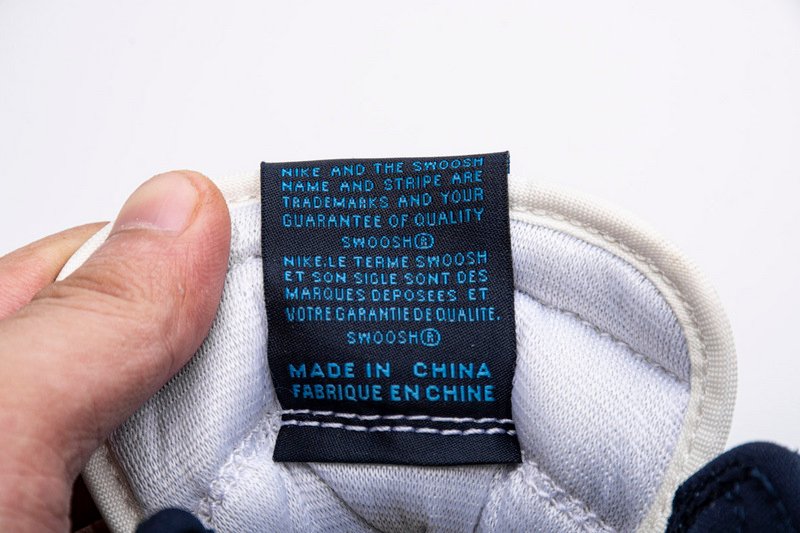 NIKE AND THE SWOOSH
NAME AND STRIPE ARE
TRADEMARKS AND YOUR
GUARANTEE OF QUALITY
SWOOSH®
NIKE.LE TERME SWOOSH
ET SON SIGLE SONT DES
MARQUES DEPOSEES ET
VOTRE GARANTIE DE QUALITE.
SWOOSH®
MADE IN CHINA
FABRIQUE EN CHINE